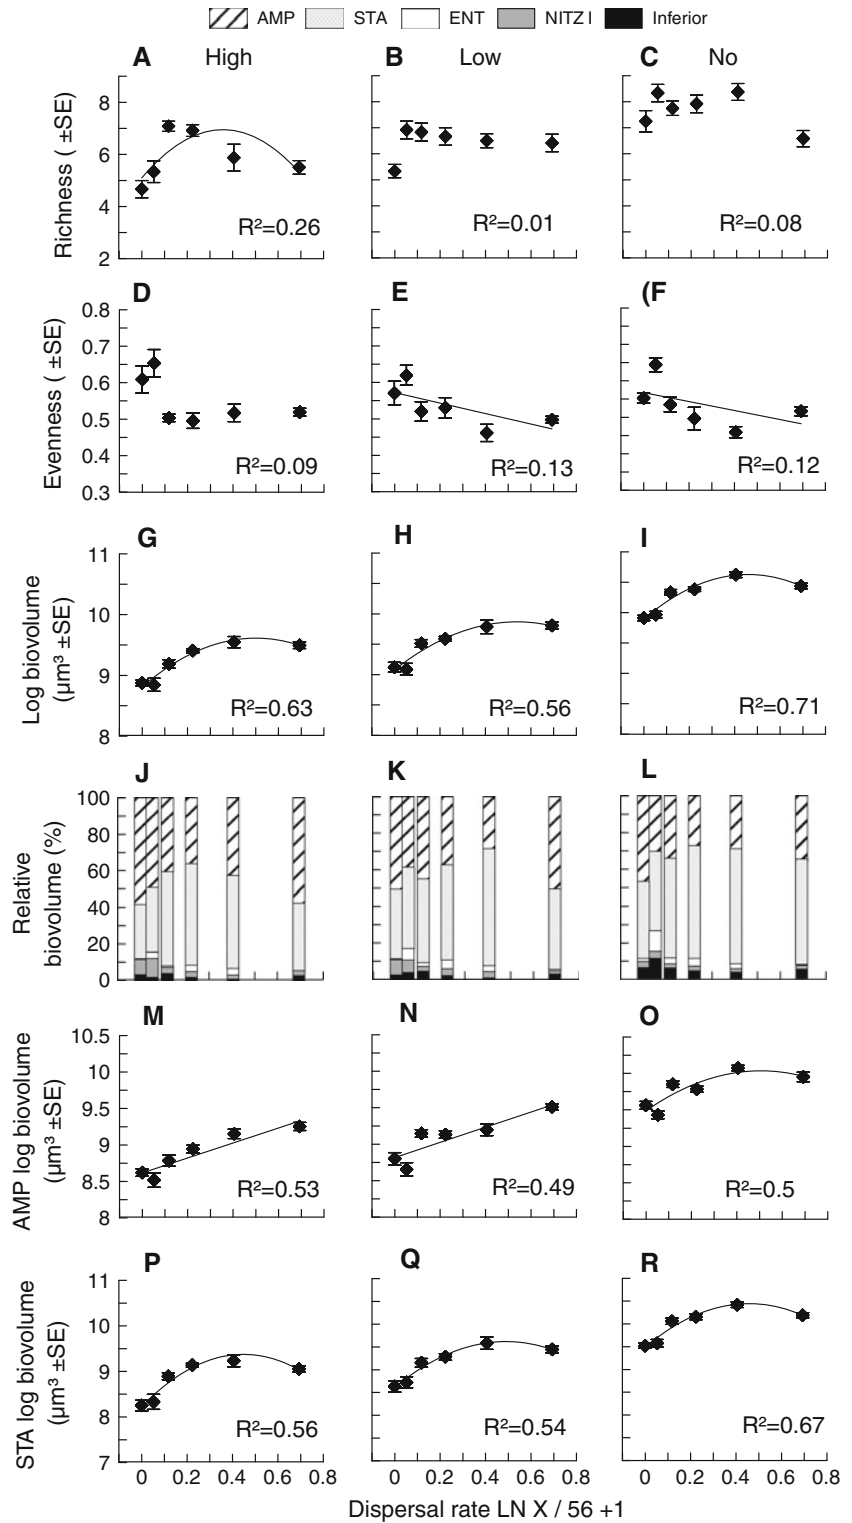 AMP STA ENT NITZ I Inferior
A High B Low C No
Richness ( ±SE)
8
6
4
2
R²=0.26 R²=0.01 R²=0.08
D E (F
Evenness ( ±SE)
0.8
0.7
0.6
0.5
0.4
0.3
R²=0.09 R²=0.13 R²=0.12
G H I
Log biovolume
(µm³ ±SE)
11
10
9
8
R²=0.63 R²=0.56 R²=0.71
J K L
Relative
biovolume (%)
100
80
60
40
20
0
M N O
AMP log biovolume
(µm³ ±SE)
10.5
10
9.5
9
8.5
8
R²=0.53 R²=0.49 R²=0.5
P Q R
STA log biovolume
(µm³ ±SE)
11
10
9
8
7
R²=0.56 R²=0.54 R²=0.67
0 0.2 0.4 0.6 0.8 0 0.2 0.4 0.6 0.8 0 0.2 0.4 0.6 0.8
Dispersal rate LN X / 56 +1